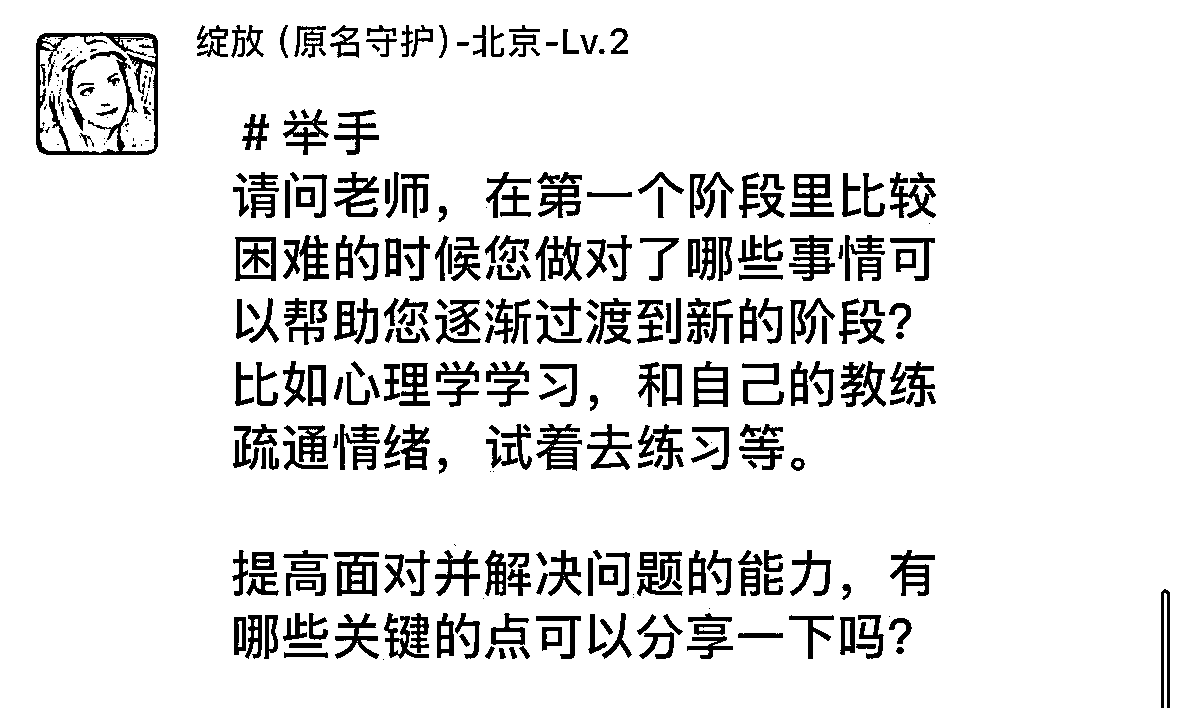 绽放（原名守护）-北京-Lv.2
# 举手
请问老师，在第一个阶段里比较
困难的时候您做对了哪些事情可
以帮助您逐渐过渡到新的阶段？
比如心理学学习，和自己的教练
疏通情绪，试着去练习等。
提高面对并解决问题的能力，有
哪些关键的点可以分享一下吗？